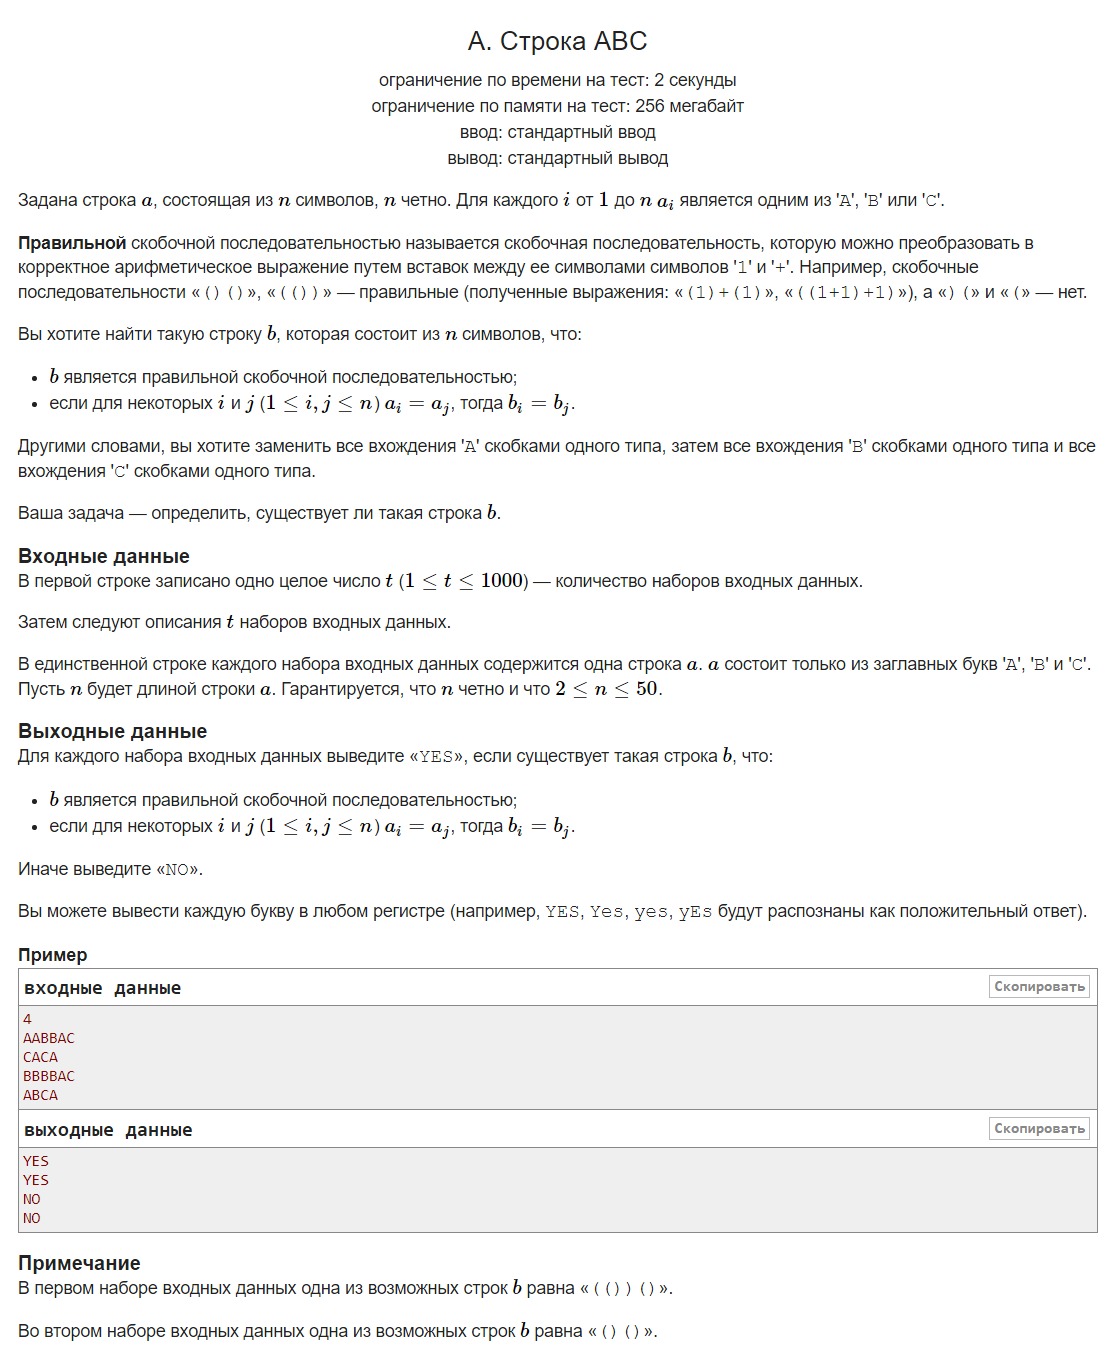 A. Строка ABC
ограничение по времени на тест: 2 секунды
ограничение по памяти на тест: 256 мегабайт
ввод: стандартный ввод
вывод: стандартный вывод
Задана строка a, состоящая из n символов, n четно. Для каждого i от 1 до n a_i является одним из 'A', 'B' или 'C'.
Правильной скобочной последовательностью называется скобочная последовательность, которую можно преобразовать в
корректное арифметическое выражение путем вставок между ее символами символов '1' и '+'. Например, скобочные
последовательности «()()», «(())» — правильные (полученные выражения: «(1)+(1)», «((1+1)+1)»), а «)(» и «(» — нет.
Вы хотите найти такую строку b, которая состоит из n символов, что:
• b является правильной скобочной последовательностью;
• если для некоторых i и j (1 ≤ i, j ≤ n) a_i = a_j, тогда b_i = b_j.
Другими словами, вы хотите заменить все вхождения 'A' скобками одного типа, затем все вхождения 'B' скобками одного типа и все
вхождения 'C' скобками одного типа.
Ваша задача — определить, существует ли такая строка b.
Входные данные
В первой строке записано одно целое число t (1 ≤ t ≤ 1000) — количество наборов входных данных.
Затем следуют описания t наборов входных данных.
В единственной строке каждого набора входных данных содержится одна строка a. a состоит только из заглавных букв 'A', 'B' и 'C'.
Пусть n будет длиной строки a. Гарантируется, что n четно и что 2 ≤ n ≤ 50.
Выходные данные
Для каждого набора входных данных выведите «YES», если существует такая строка b, что:
• b является правильной скобочной последовательностью;
• если для некоторых i и j (1 ≤ i, j ≤ n) a_i = a_j, тогда b_i = b_j.
Иначе выведите «NO».
Вы можете вывести каждую букву в любом регистре (например, YES, Yes, yes, yEs будут распознаны как положительный ответ).
Пример
входные данные Скопировать
4
AABBAC
CACA
BBBBAC
ABCA
выходные данные Скопировать
YES
YES
NO
NO
Примечание
В первом наборе входных данных одна из возможных строк b равна «(())()».
Во втором наборе входных данных одна из возможных строк b равна «()()».